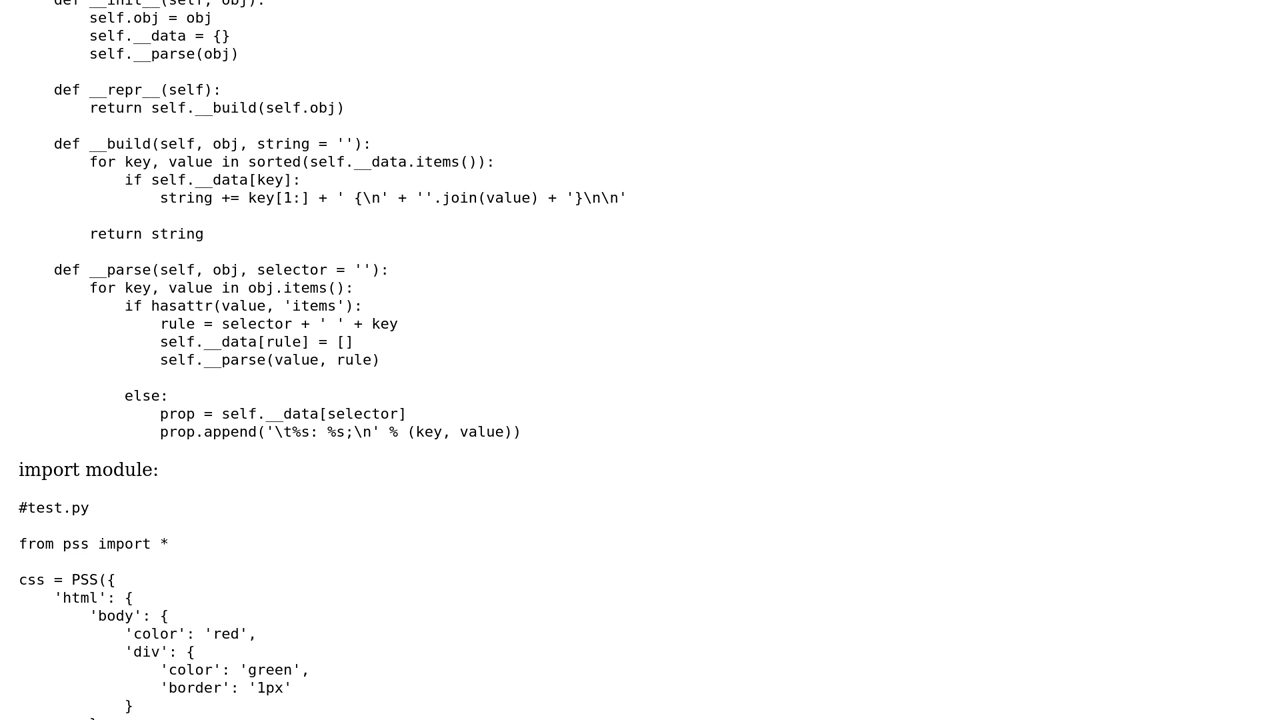 def __init__(self, obj):
        self.obj = obj
        self.__data = {}
        self.__parse(obj)

    def __repr__(self):
        return self.__build(self.obj)

    def __build(self, obj, string = ''):
        for key, value in sorted(self.__data.items()):
            if self.__data[key]:
                string += key[1:] + ' {\n' + ''.join(value) + '}\n\n'

        return string

    def __parse(self, obj, selector = ''):
        for key, value in obj.items():
            if hasattr(value, 'items'):
                rule = selector + ' ' + key
                self.__data[rule] = []
                self.__parse(value, rule)

            else:
                prop = self.__data[selector]
                prop.append('\t%s: %s;\n' % (key, value))

import module:

#test.py

from pss import *

css = PSS({
    'html': {
        'body': {
            'color': 'red',
            'div': {
                'color': 'green',
                'border': '1px'
            }
        }